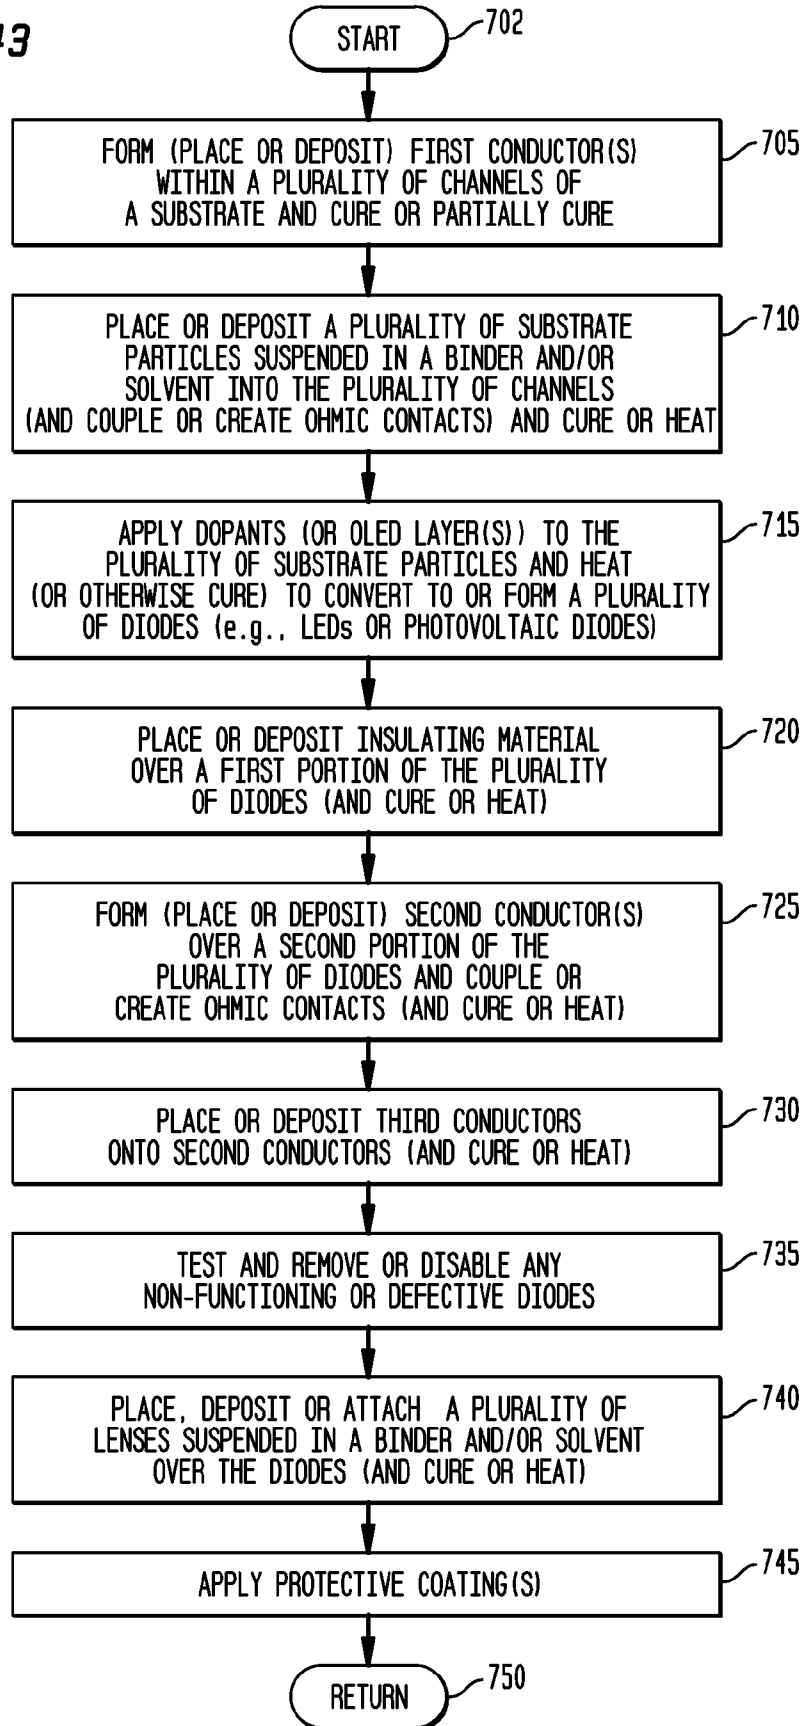 43
START
702
FORM (PLACE OR DEPOSIT) FIRST CONDUCTOR(S)
WITHIN A PLURALITY OF CHANNELS OF
A SUBSTRATE AND CURE OR PARTIALLY CURE
705
PLACE OR DEPOSIT A PLURALITY OF SUBSTRATE
PARTICLES SUSPENDED IN A BINDER AND/OR
SOLVENT INTO THE PLURALITY OF CHANNELS
(AND COUPLE OR CREATE OHMIC CONTACTS) AND CURE OR HEAT
710
APPLY DOPANTS (OR OLED LAYER(S)) TO THE
PLURALITY OF SUBSTRATE PARTICLES AND HEAT
(OR OTHERWISE CURE) TO CONVERT TO OR FORM A PLURALITY
OF DIODES (e.g., LEDs OR PHOTOVOLTAIC DIODES)
715
PLACE OR DEPOSIT INSULATING MATERIAL
OVER A FIRST PORTION OF THE PLURALITY
OF DIODES (AND CURE OR HEAT)
720
FORM (PLACE OR DEPOSIT) SECOND CONDUCTOR(S)
OVER A SECOND PORTION OF THE
PLURALITY OF DIODES AND COUPLE OR
CREATE OHMIC CONTACTS (AND CURE OR HEAT)
725
PLACE OR DEPOSIT THIRD CONDUCTORS
ONTO SECOND CONDUCTORS (AND CURE OR HEAT)
730
TEST AND REMOVE OR DISABLE ANY
NON-FUNCTIONING OR DEFECTIVE DIODES
735
PLACE, DEPOSIT OR ATTACH A PLURALITY OF
LENSES SUSPENDED IN A BINDER AND/OR SOLVENT
OVER THE DIODES (AND CURE OR HEAT)
740
APPLY PROTECTIVE COATING(S)
745
RETURN
750